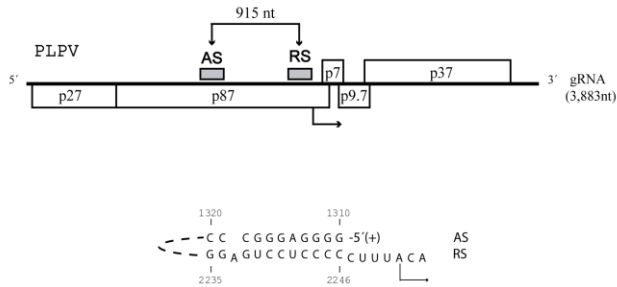 915 nt
PLPV
AS RS
p7 p37
5´ 3´ gRNA
(3,883nt)
p27 p87 p9.7
1320 1310
C C C G G G A G G G G -5´(+) AS
G G A G U C C U C C C C C U U U A C A RS
2235 2246